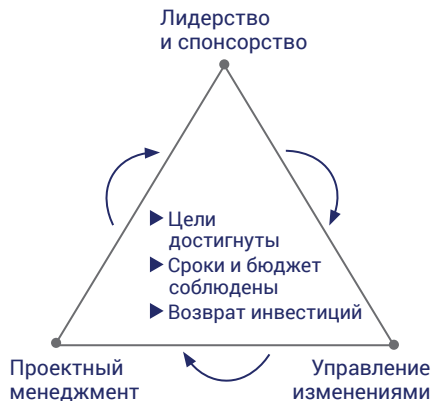 Лидерство
и спонсорство
Цели
достигнуты
Сроки и бюджет
соблюдены
Возврат инвестиций
Проектный
менеджмент
Управление
изменениями